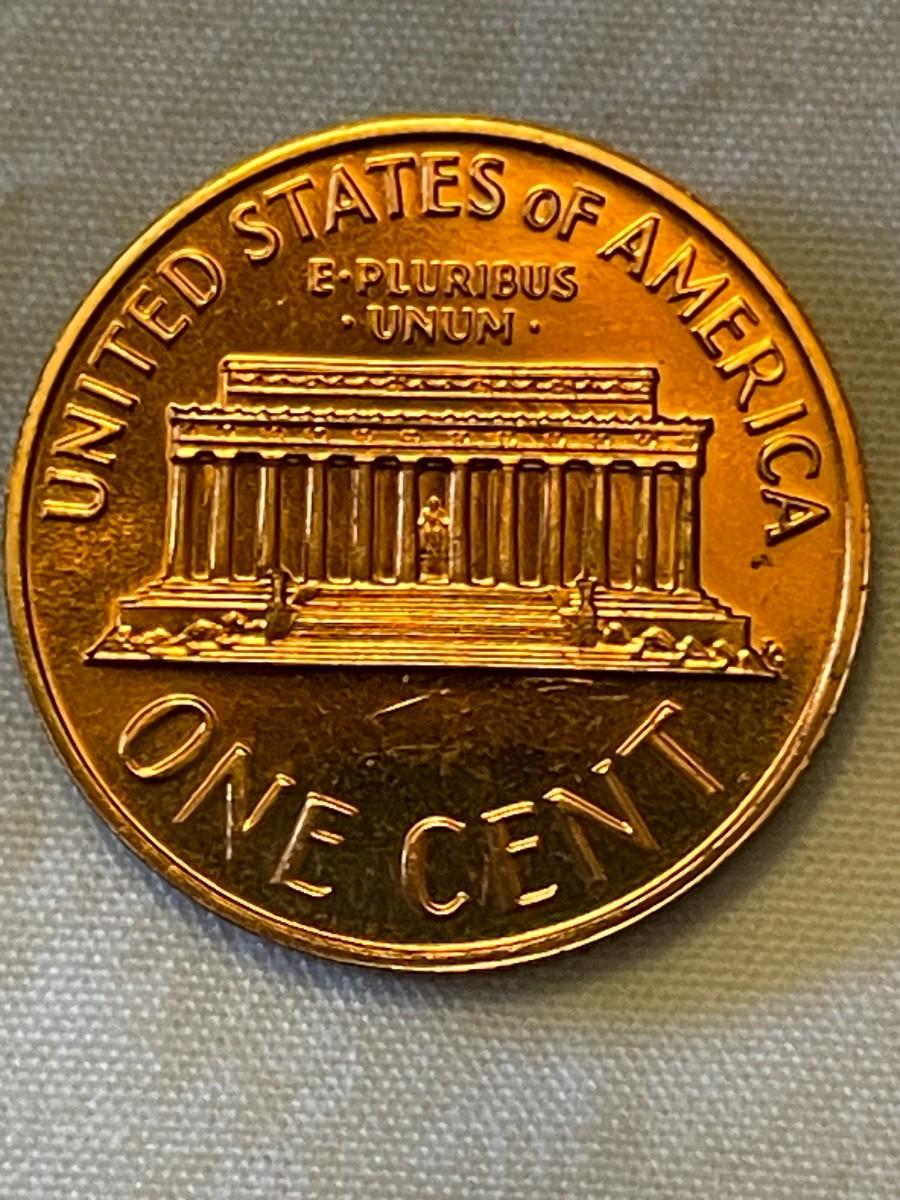 UNITED STATES OF AMERICA
E·PLURIBUS
·UNUM·
ONE CENT